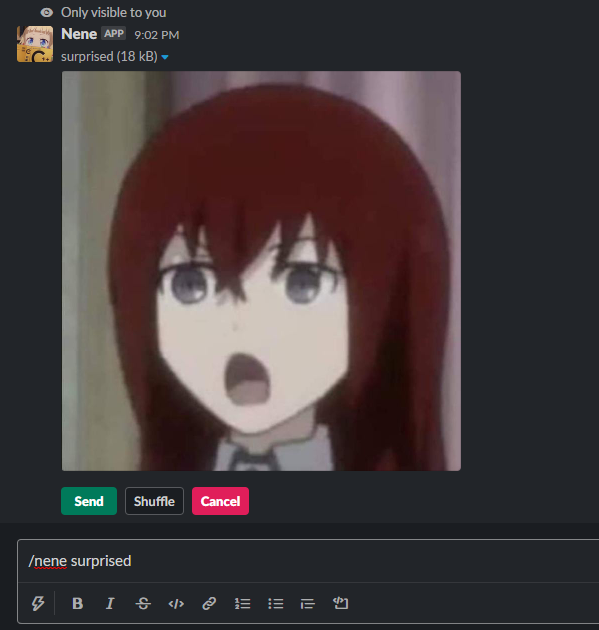 Only visible to you
Nene APP 9:02 PM
surprised (18 kB)
Send Shuffle Cancel
/nene surprised
B I S </>